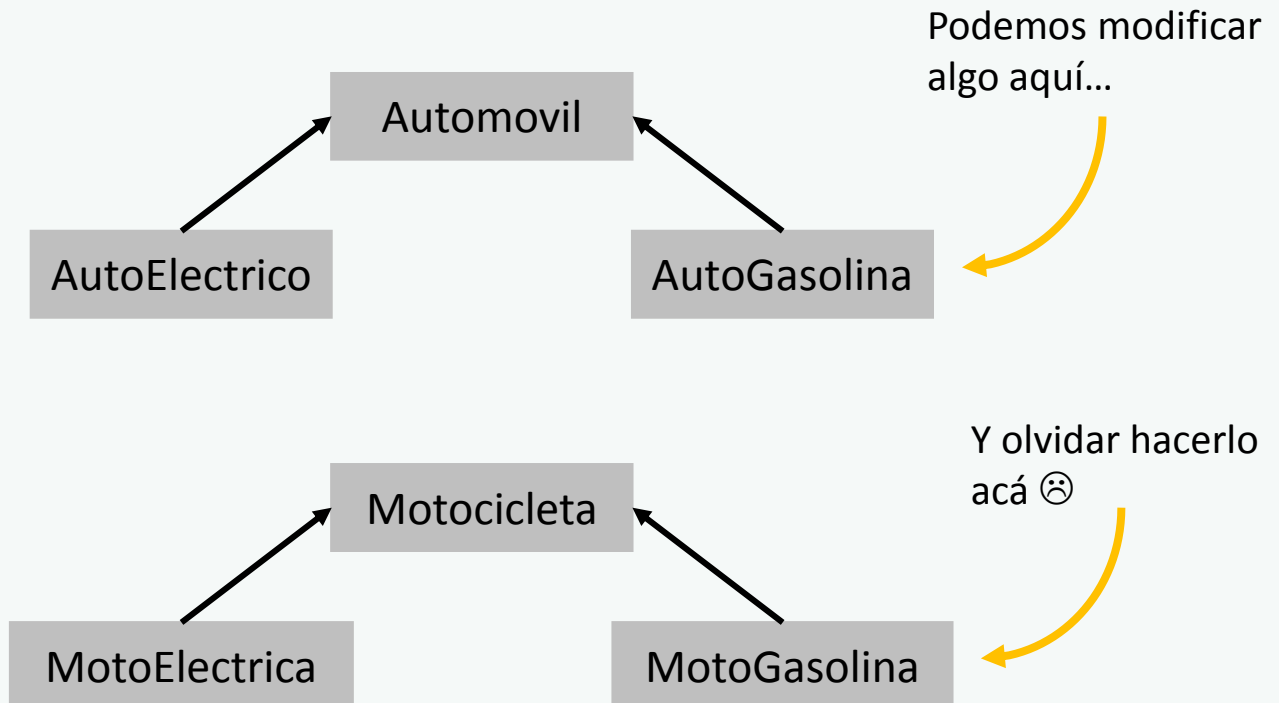 Podemos modificar
algo aquí…
Automovil
AutoElectrico
AutoGasolina
Y olvidar hacerlo
acá ☹
Motocicleta
MotoElectrica
MotoGasolina